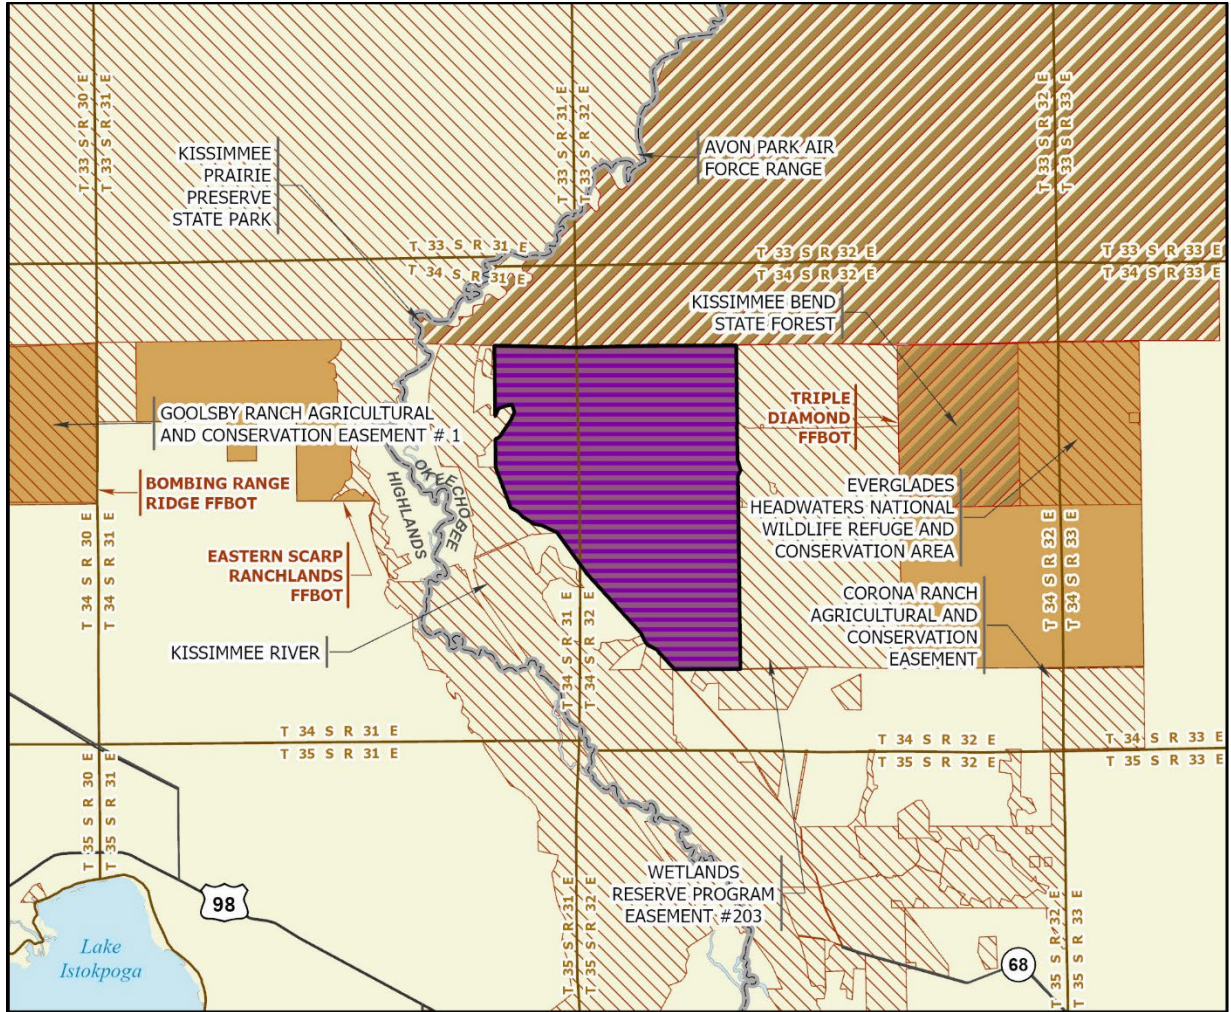 T 33 S R 30 E
T 33 S R 31 E
T 33 S R 31 E
T 33 S R 32 E
T 33 S R 32 E
T 33 S R 33 E
KISSIMMEE
PRAIRIE
PRESERVE
STATE PARK
AVON PARK AIR
FORCE RANGE
T 33 S R 31 E
T 34 S R 31 E
T 33 S R 32 E
T 34 S R 32 E
T 33 S R 33 E
T 34 S R 33 E
KISSIMMEE BEND
STATE FOREST
GOOLSBY RANCH AGRICULTURAL
AND CONSERVATION EASEMENT # 1
TRIPLE
DIAMOND
FFBOT
BOMBING RANGE
RIDGE FFBOT
HIGHLANDS
OKEECHOBEE
EVERGLADES
HEADWATERS NATIONAL
WILDLIFE REFUGE AND
CONSERVATION AREA
EASTERN SCARP
RANCHLANDS
FFBOT
T 34 S R 30 E
T 34 S R 31 E
T 34 S R 31 E
T 34 S R 32 E
T 34 S R 32 E
T 34 S R 33 E
CORONA RANCH
AGRICULTURAL AND
CONSERVATION
EASEMENT
KISSIMMEE RIVER
T 34 S R 31 E
T 35 S R 31 E
T 34 S R 32 E
T 35 S R 32 E
T 34 S R 33 E
T 35 S R 33 E
T 35 S R 30 E
T 35 S R 31 E
WETLANDS
RESERVE PROGRAM
EASEMENT #203
98
Lake
Istokpoga
T 35 S R 31 E
T 35 S R 32 E
T 35 S R 32 E
T 35 S R 33 E
68